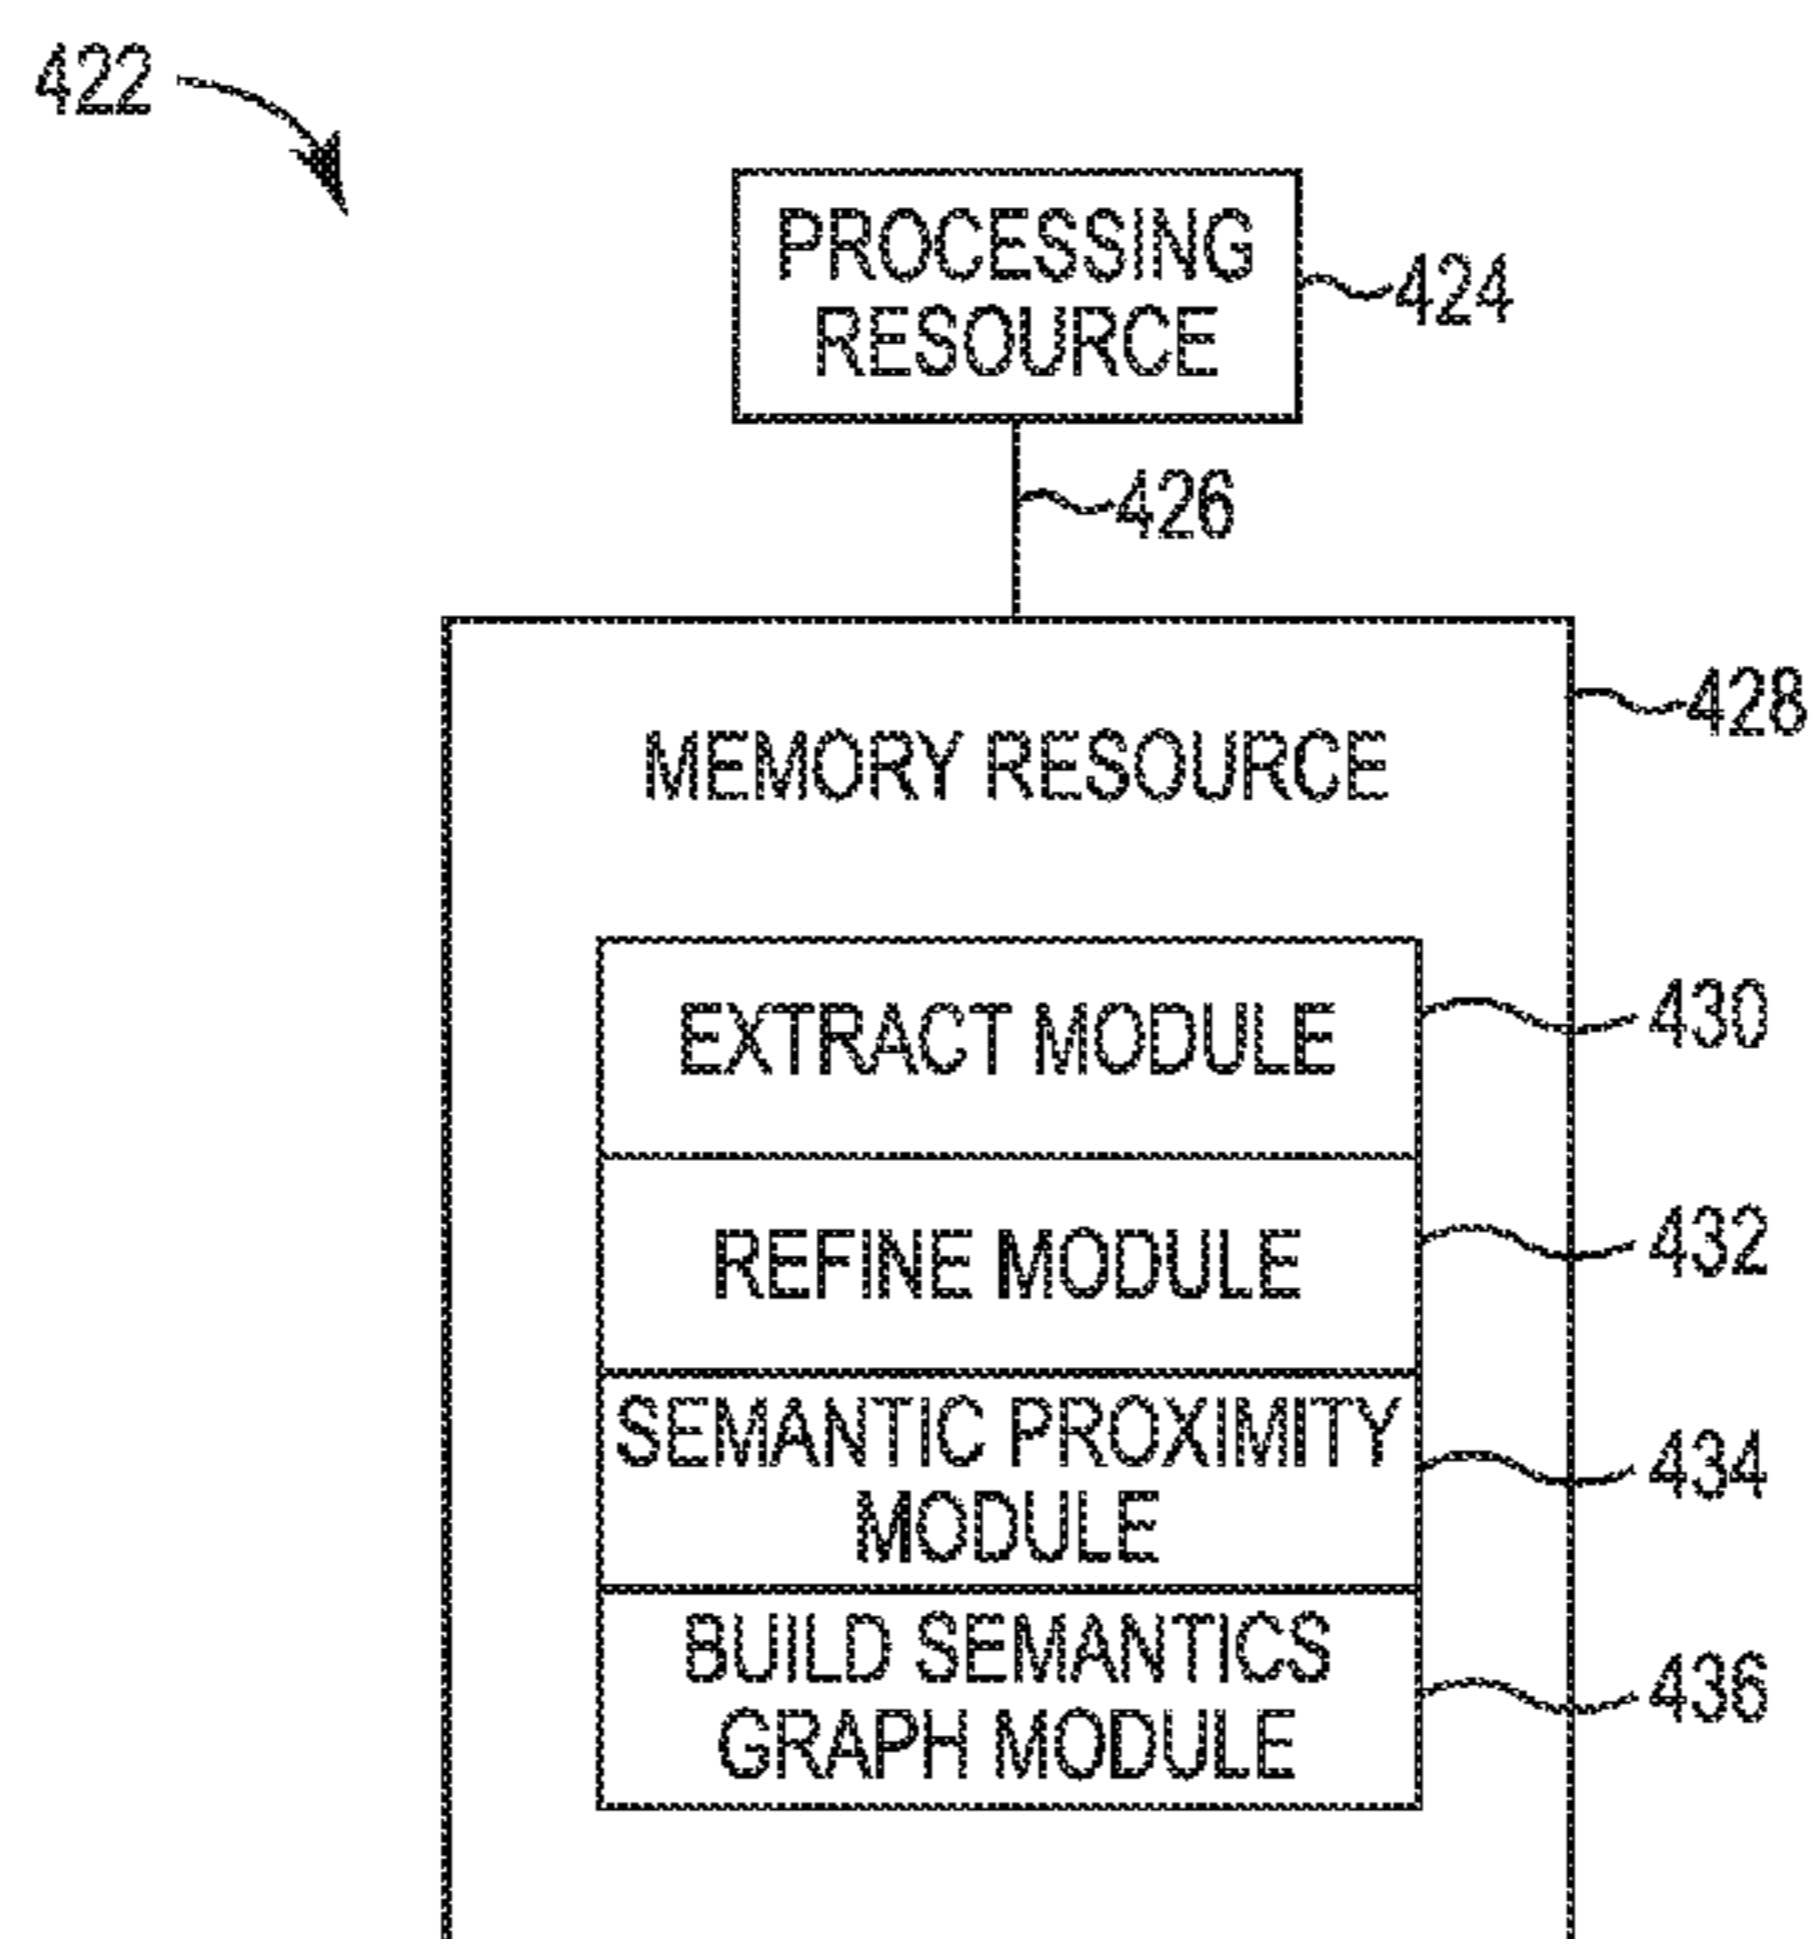 422
PROCESSING
RESOURCE
424
426
428
MEMORY RESOURCE
EXTRACT MODULE
430
REFINE MODULE
432
SEMANTIC PROXIMITY
MODULE
434
BUILD SEMANTICS
GRAPH MODULE
436